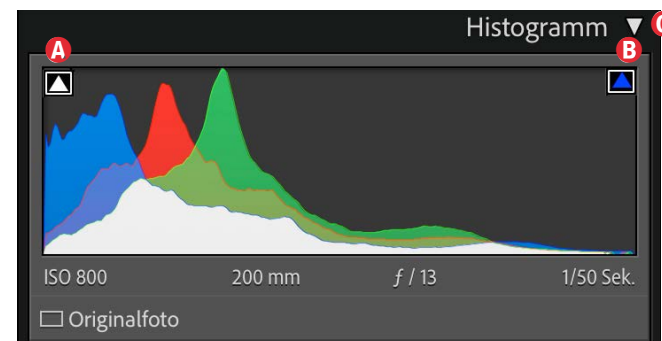 Histogramm
A
B
ISO 800 200 mm ƒ / 13 1/50 Sek.
Originalfoto